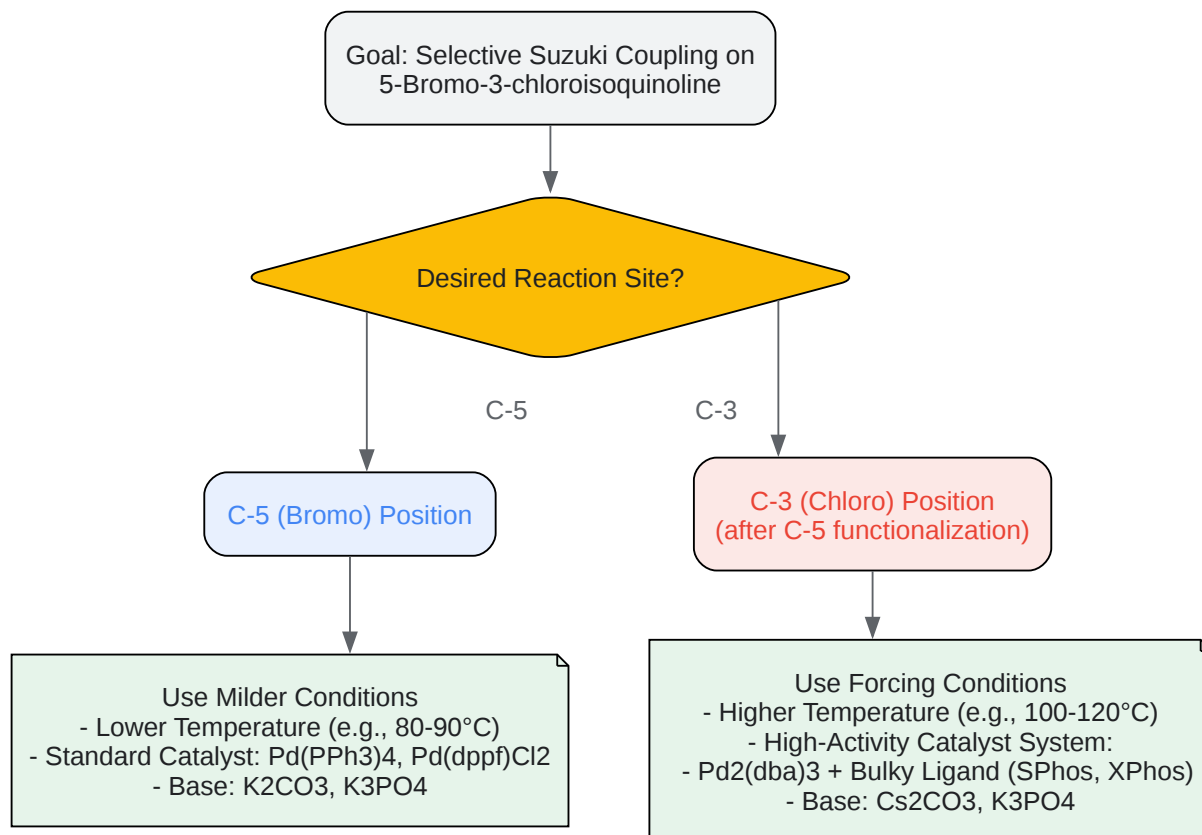 Goal: Selective Suzuki Coupling on
5-Bromo-3-chloroisoquinoline
Desired Reaction Site?
C-5
C-3
C-5 (Bromo) Position
C-3 (Chloro) Position
(after C-5 functionalization)
Use Milder Conditions
- Lower Temperature (e.g., 80-90°C)
- Standard Catalyst: Pd(PPh3)4, Pd(dppf)Cl2
- Base: K2CO3, K3PO4
Use Forcing Conditions
- Higher Temperature (e.g., 100-120°C)
- High-Activity Catalyst System:
- Pd2(dba)3 + Bulky Ligand (SPhos, XPhos)
- Base: Cs2CO3, K3PO4